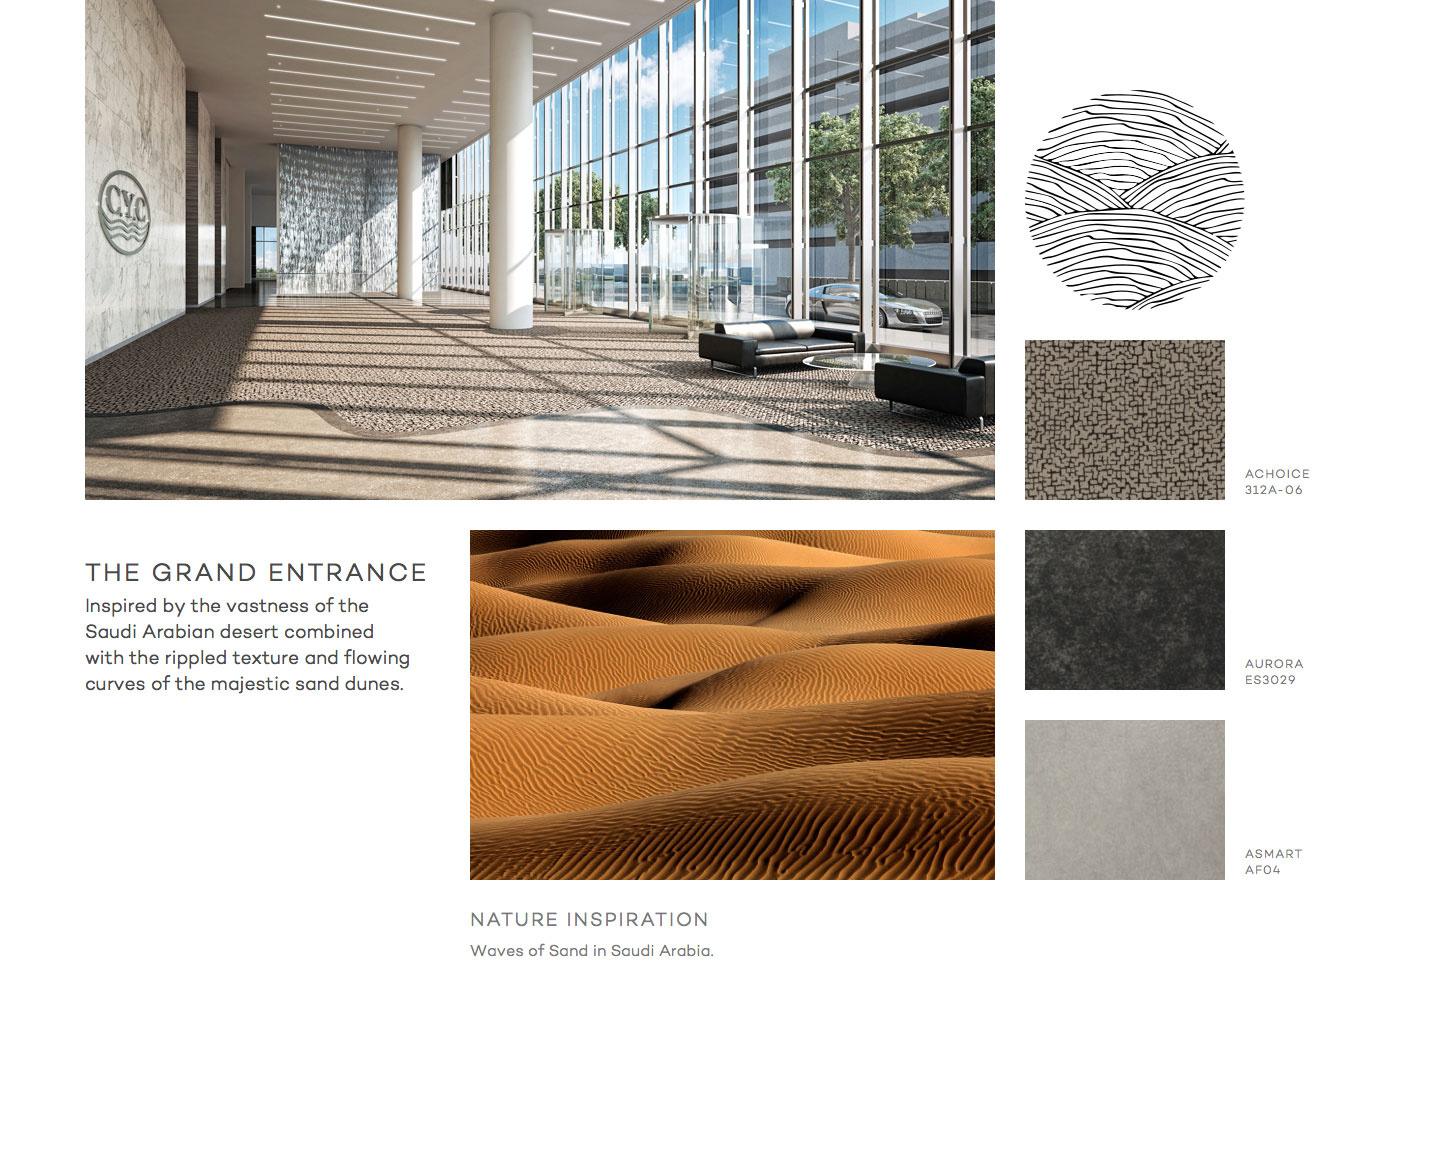 CYC
ACHOICE
312A-06
THE GRAND ENTRANCE
Inspired by the vastness of the
Saudi Arabian desert combined
with the rippled texture and flowing
curves of the majestic sand dunes.
AURORA
ES3029
ASMART
AF04
NATURE INSPIRATION
Waves of Sand in Saudi Arabia.